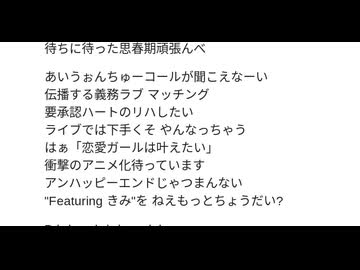 待ちに待った思春期頑張んべ
あいうぉんちゅーコールが聞こえなーい
伝播する義務ラブ マッチング
要承認ハートのリハしたい
ライブでは下手くそ やんなっちゃう
はぁ「恋愛ガールは叶えたい」
衝撃のアニメ化待っています
アンハッピーエンドじゃつまんない
"Featuring きみ"を ねえもっとちょうだい?